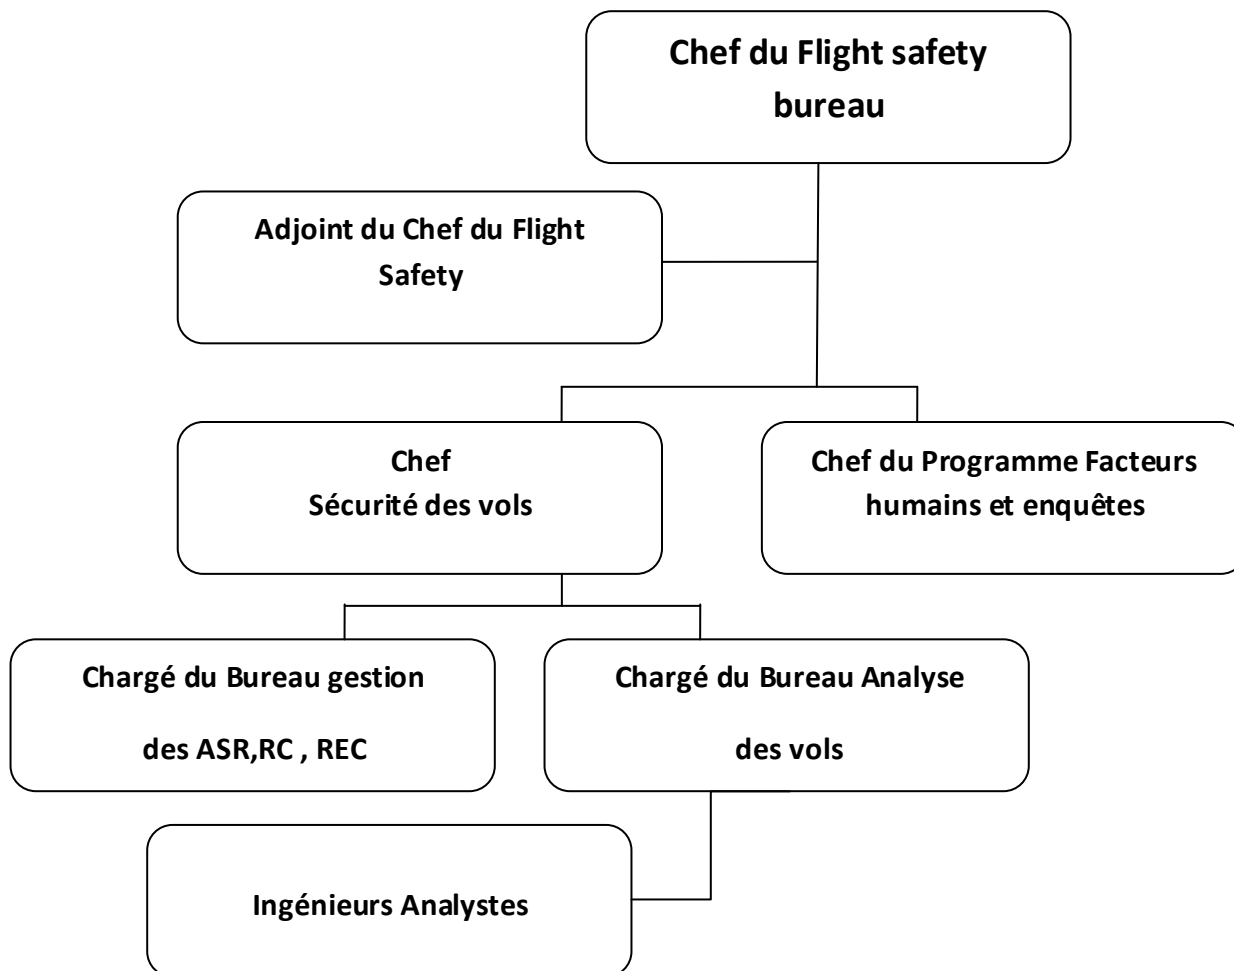 Chef du Flight safety
bureau
Adjoint du Chef du Flight
Safety
Chef
Sécurité des vols
Chef du Programme Facteurs
humains et enquêtes
Chargé du Bureau gestion
des ASR,RC , REC
Chargé du Bureau Analyse
des vols
Ingénieurs Analystes